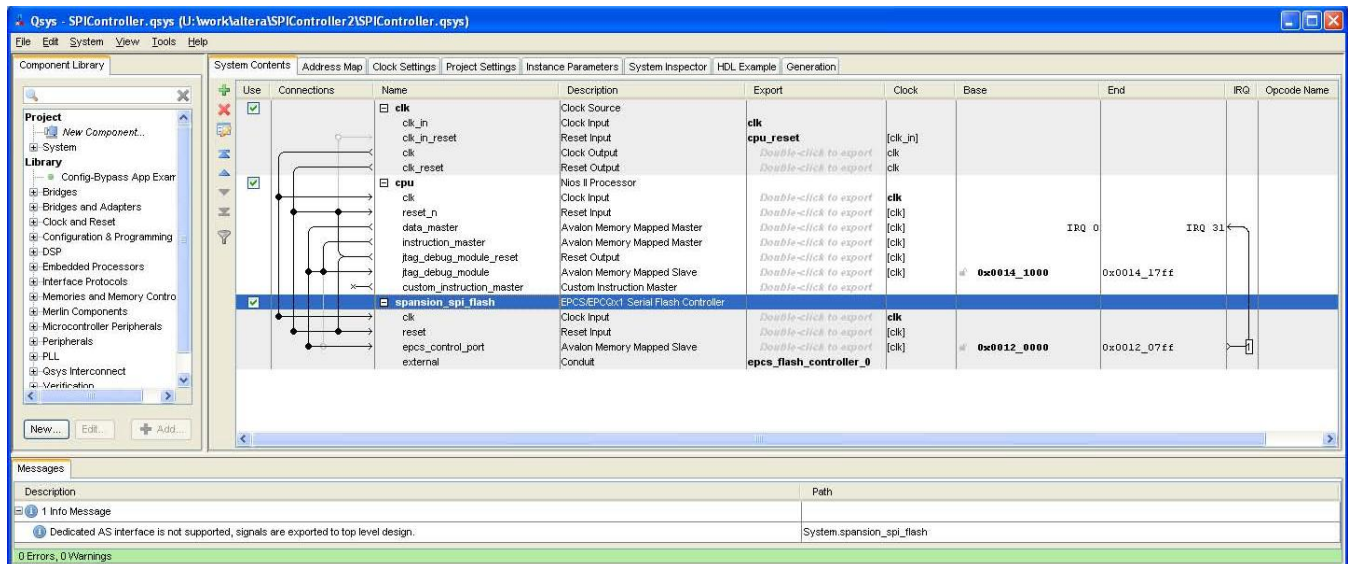 Qsys - SPIController.qsys (U:\work\altera\SPIController2\SPIController.qsys)
File Edit System View Tools Help
Component Library
System Contents Address Map Clock Settings Project Settings Instance Parameters System Inspector HDL Example Generation
Use Connections Name Description Export Clock Base End IRQ Opcode Name
Project
New Component...
System
Library
Config-Bypass App Exam
Bridges
Bridges and Adapters
Clock and Reset
Configuration & Programming
DSP
Embedded Processors
Interface Protocols
Memories and Memory Contro
Merlin Components
Microcontroller Peripherals
Peripherals
PLL
Qsys Interconnect
Verification
New... Edit... Add...
clk Clock Source
clk_in Clock Input clk
clk_in_reset Reset Input cpu_reset [clk_in]
clk Clock Output Double-click to export clk
clk_reset Reset Output Double-click to export clk
cpu Nios II Processor
clk Clock Input Double-click to export clk
reset_n Reset Input Double-click to export [clk]
data_master Avalon Memory Mapped Master Double-click to export [clk] IRQ 0 IRQ 31
instruction_master Avalon Memory Mapped Master Double-click to export [clk]
jtag_debug_module_reset Reset Output Double-click to export [clk]
jtag_debug_module Avalon Memory Mapped Slave Double-click to export [clk] 0x0014_1000 0x0014_17ff
custom_instruction_master Custom Instruction Master Double-click to export
spansion_spi_flash EPCS/EPCQx1 Serial Flash Controller
clk Clock Input Double-click to export clk
reset Reset Input Double-click to export [clk]
epcs_control_port Avalon Memory Mapped Slave Double-click to export [clk] 0x0012_0000 0x0012_07ff 1
external Conduit epcs_flash_controller_0
Messages
Description Path
1 Info Message
Dedicated AS interface is not supported, signals are exported to top level design. System.spansion_spi_flash
0 Errors, 0 Warnings